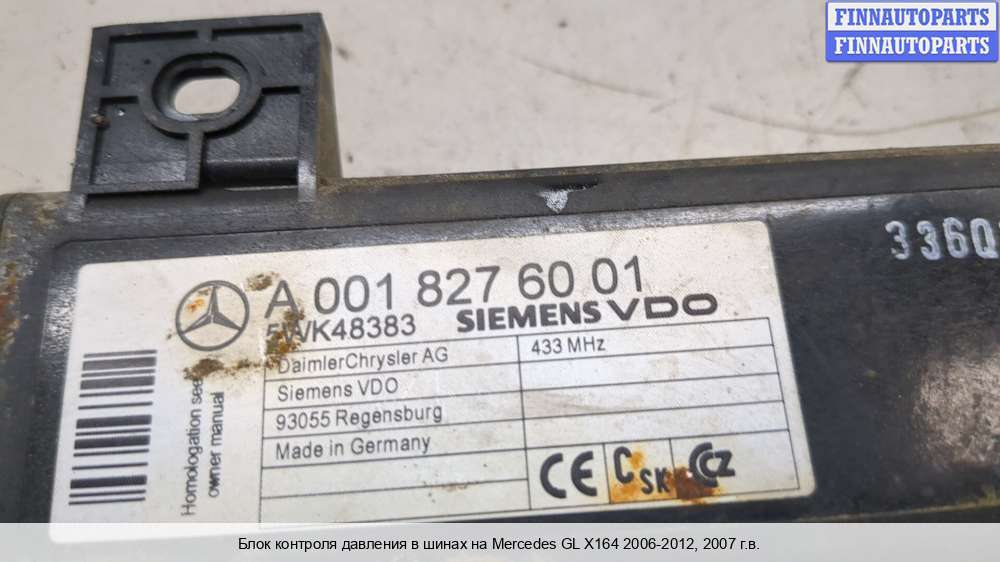 FINNAUTOPARTS
FINNAUTOPARTS
336Q
A 001 827 60 01
5WK48383 SIEMENS VDO
DaimlerChrysler AG 433 MHz
Siemens VDO
93055 Regensburg
Made in Germany
Homologation see
owner manual
CE CSK CCZ
Блок контроля давления в шинах на Mercedes GL X164 2006-2012, 2007 г.в.